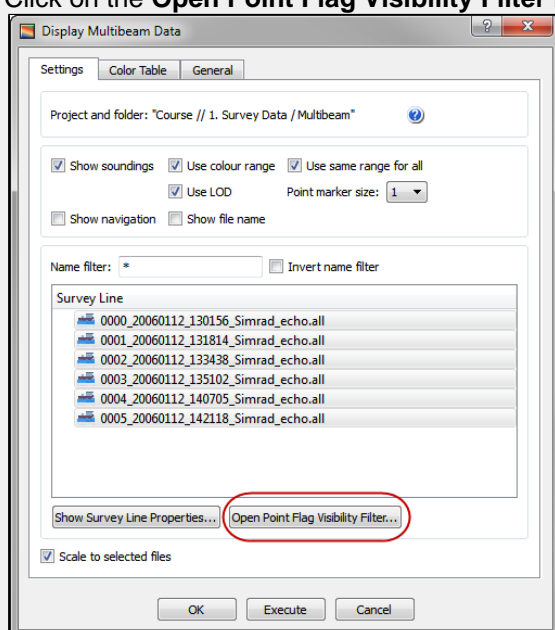 Click on the Open Point Flag Visibility Filter
Display Multibeam Data
Settings Color Table General
Project and folder: "Course // 1. Survey Data / Multibeam"
Show soundings Use colour range Use same range for all
Use LOD Point marker size: 1
Show navigation Show file name
Name filter: * Invert name filter
Survey Line
0000_20060112_130156_Simrad_echo.all
0001_20060112_131814_Simrad_echo.all
0002_20060112_133438_Simrad_echo.all
0003_20060112_135102_Simrad_echo.all
0004_20060112_140705_Simrad_echo.all
0005_20060112_142118_Simrad_echo.all
Show Survey Line Properties... Open Point Flag Visibility Filter...
Scale to selected files
OK Execute Cancel